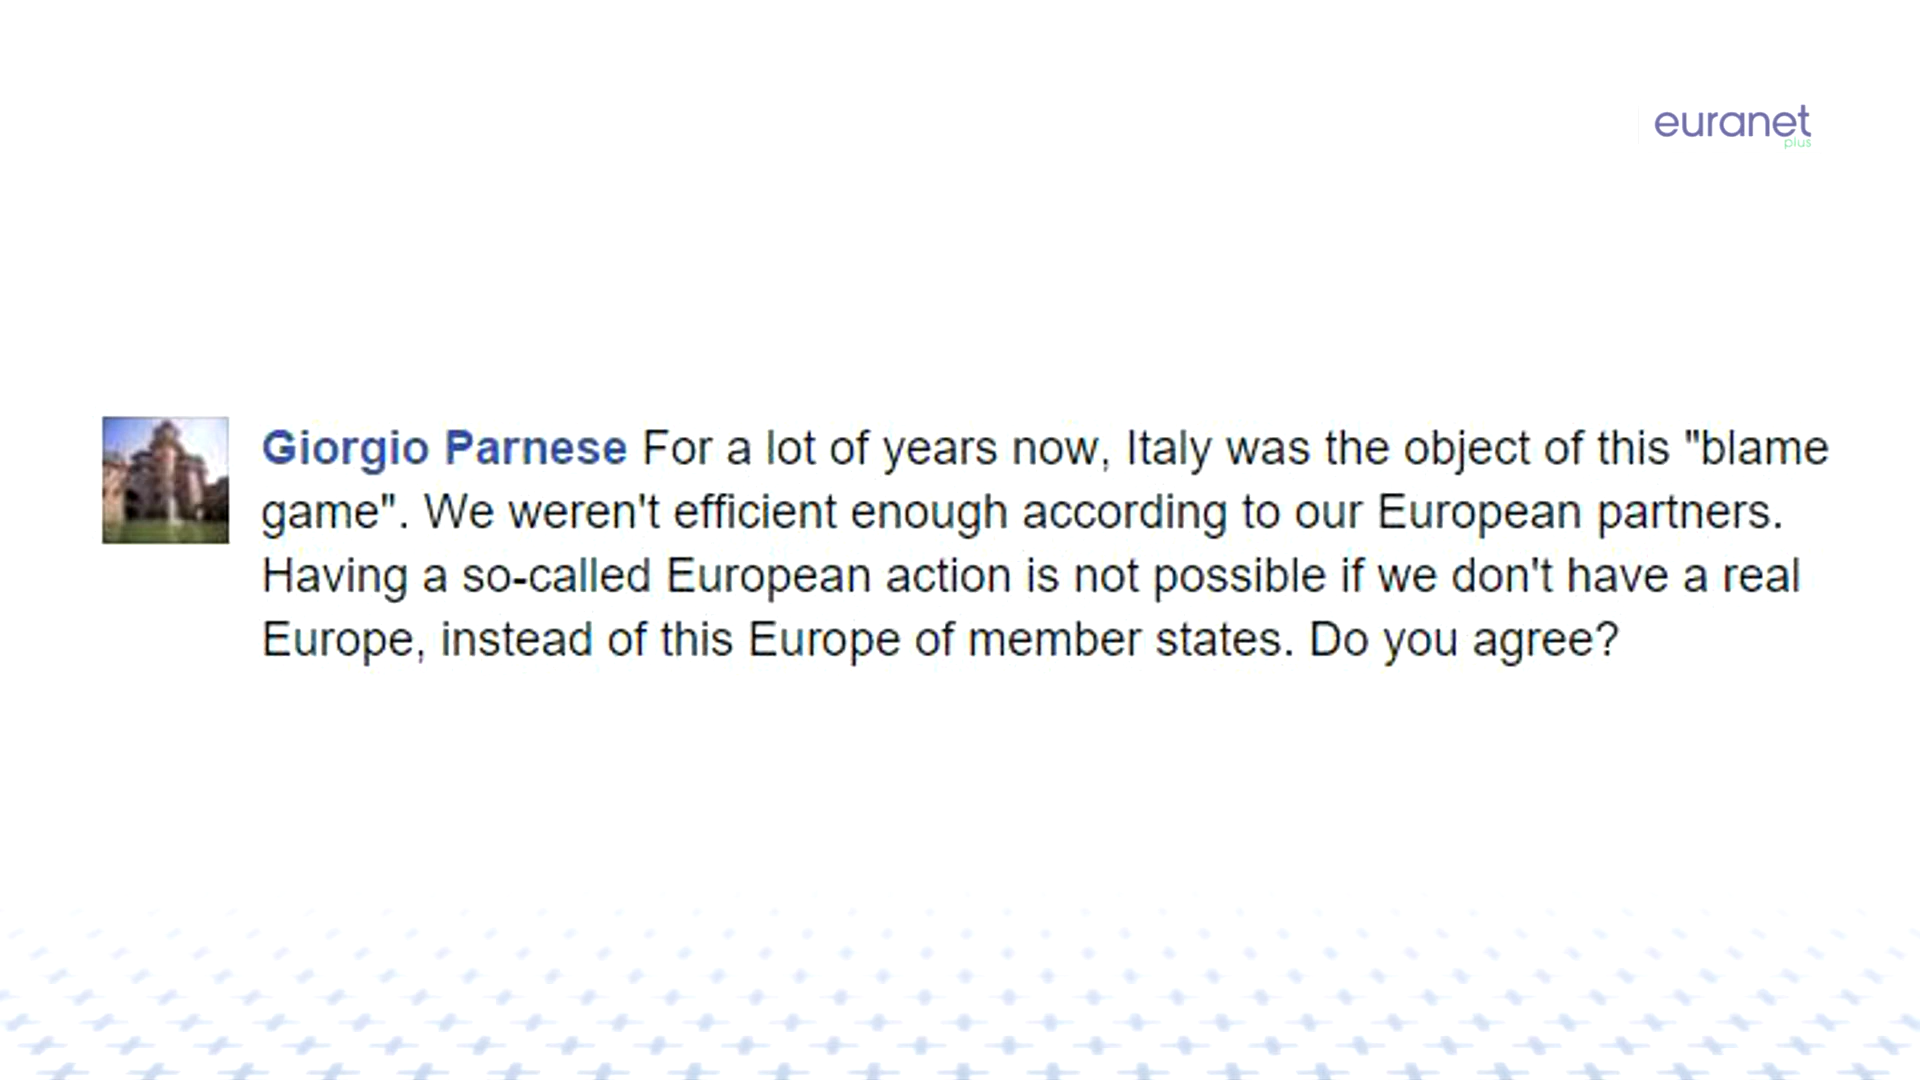 euranet
plus
Giorgio Parnese For a lot of years now, Italy was the object of this "blame
game". We weren't efficient enough according to our European partners.
Having a so-called European action is not possible if we don't have a real
Europe, instead of this Europe of member states. Do you agree?